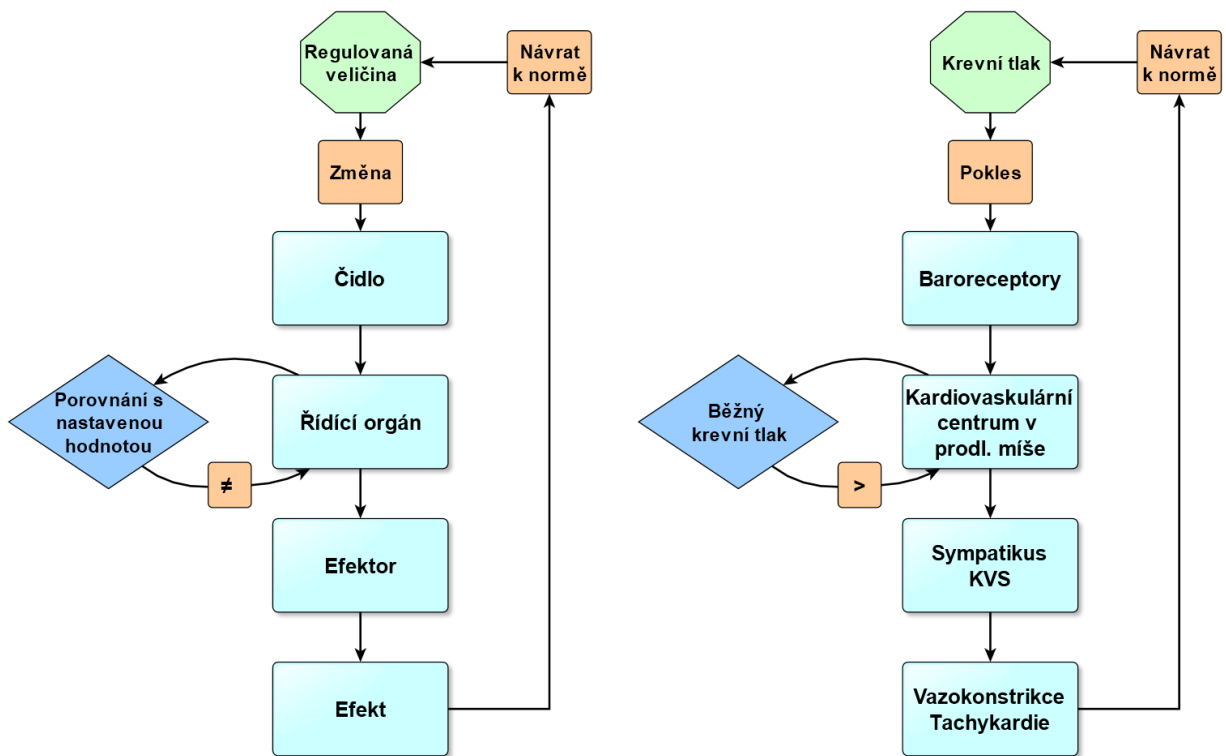 Regulovaná
veličina
Návrat
k normě
Změna
Čidlo
Porovnání s
nastavenou
hodnotou
Řídící orgán
≠
Efektor
Efekt
Krevní tlak
Návrat
k normě
Pokles
Baroreceptory
Běžný
krevní tlak
Kardiovaskulární
centrum v
prodl. míše
>
Sympatikus
KVS
Vazokonstrikce
Tachykardie